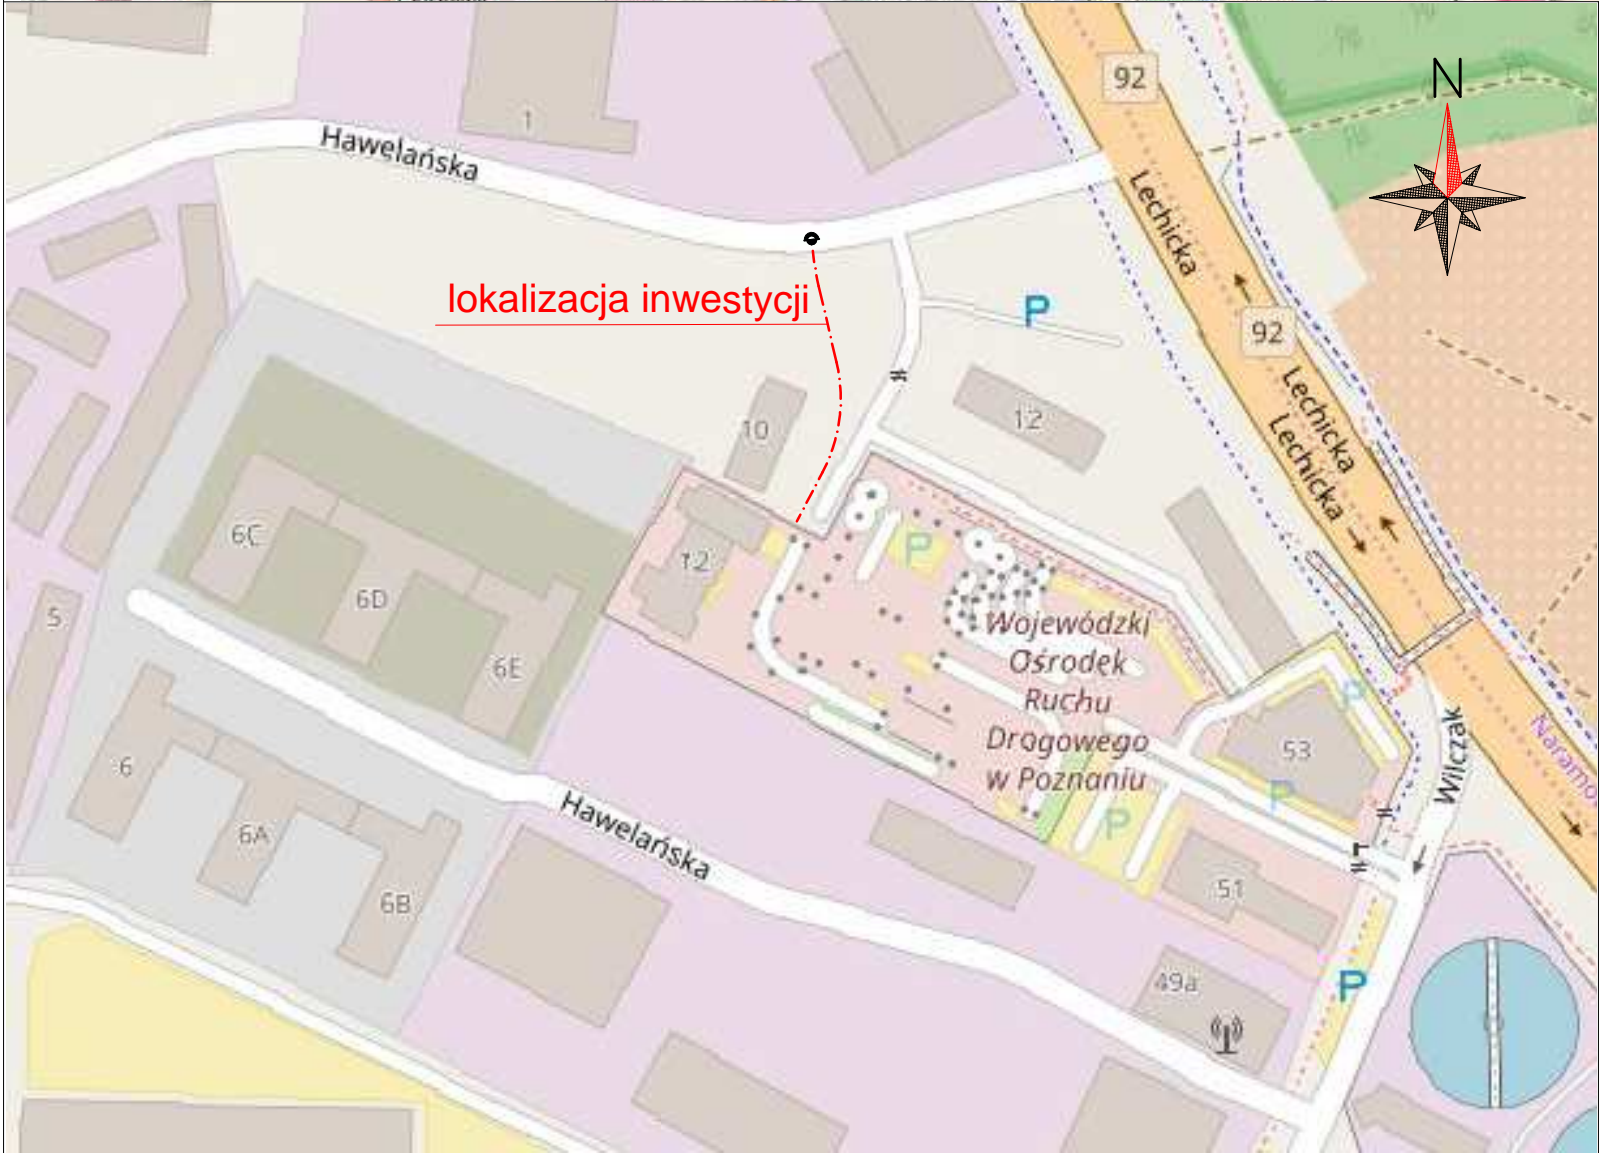 92
N
1
Hawelańska
Lechicka
lokalizacja inwestycji
P
92
Lechicka
Lechicka
10
12
6C
12
P
6D
5
6E
Wojewódzki
Ośrodek
Ruchu
Drogowego
w Poznaniu
P
53
Wilczak
Naramo
6
P
P
6A
Hawelańska
51
6B
49a
P